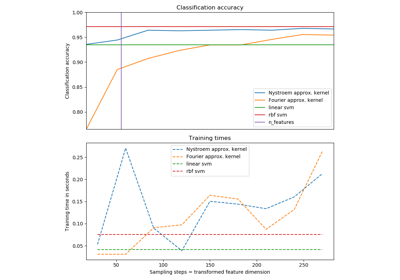 Classification accuracy
1.00
0.95
0.90
0.85
0.80
Classification accuracy
Nystroem approx. kernel
Fourier approx. kernel
linear svm
rbf svm
n_features
Training times
0.25
0.20
0.15
0.10
0.05
Training time in seconds
Nystroem approx. kernel
Fourier approx. kernel
linear svm
rbf svm
50
100
150
200
250
Sampling steps = transformed feature dimension